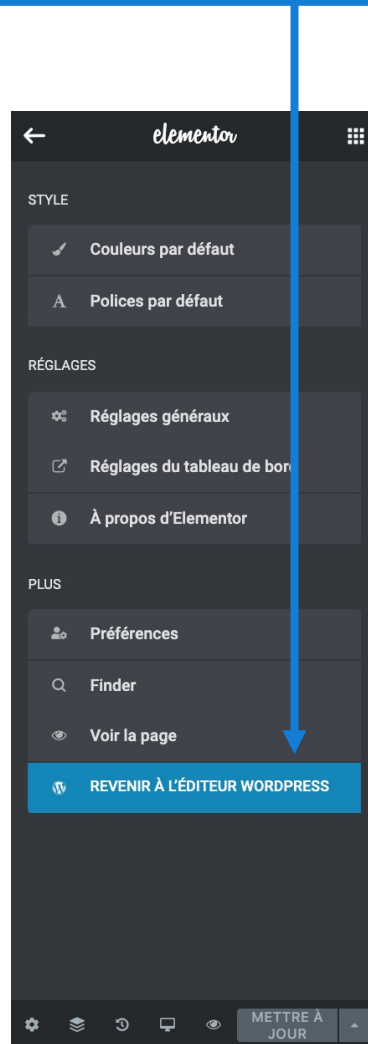 elementor
STYLE
Couleurs par défaut
Polices par défaut
RÉGLAGES
Réglages généraux
Réglages du tableau de bord
À propos d'Elementor
PLUS
Préférences
Finder
Voir la page
REVENIR À L'ÉDITEUR WORDPRESS
METTRE À
JOUR